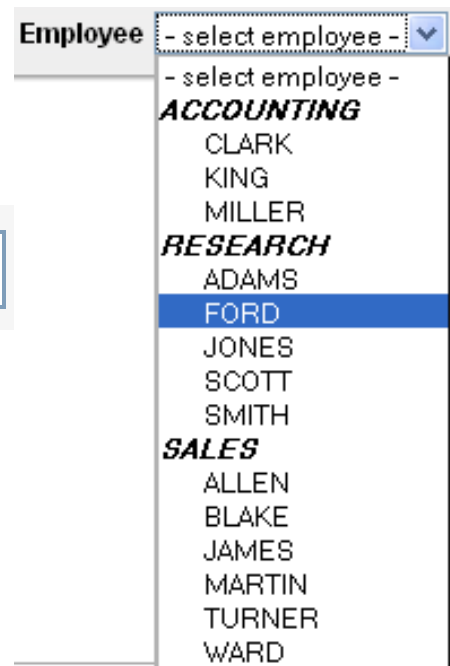 Employee - select employee -
- select employee -
ACCOUNTING
CLARK
KING
MILLER
RESEARCH
ADAMS
FORD
JONES
SCOTT
SMITH
SALES
ALLEN
BLAKE
JAMES
MARTIN
TURNER
WARD